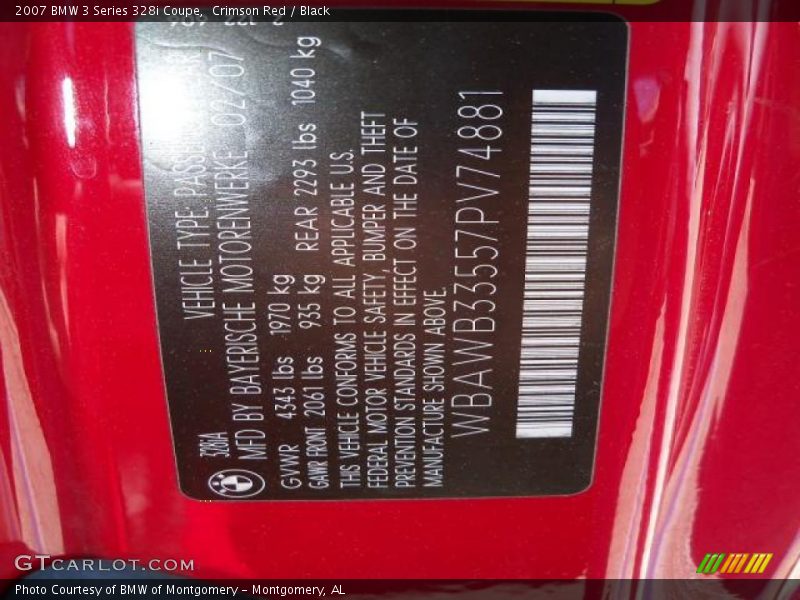 2007 BMW 3 Series 328i Coupe,  Crimson Red / Black
328iA VEHICLE TYPE:
MFD BY BAYERISCHE MOTORENWERKE 02/07
GVWR 4343 lbs 1970 kg
GAWR FRONT 2061 lbs 935 kg REAR 2293 lbs 1040 kg
THIS VEHICLE CONFORMS TO ALL APPLICABLE U.S.
FEDERAL MOTOR VEHICLE SAFETY, BUMPER AND THEFT
PREVENTION STANDARDS IN EFFECT ON THE DATE OF
MANUFACTURE SHOWN ABOVE.
WBAWB33557PV74881
GTCARLOT.COM
Photo Courtesy of BMW of Montgomery – Montgomery, AL